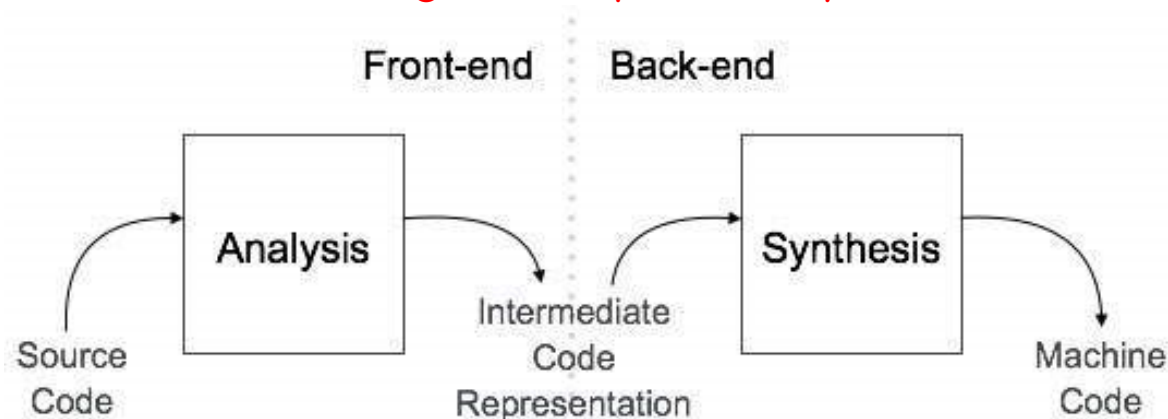 Front-end
Back-end
Analysis
Synthesis
Source
Code
Intermediate
Code
Representation
Machine
Code